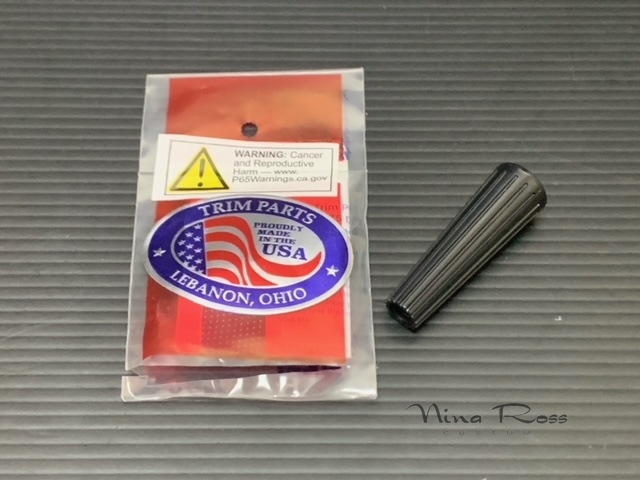 WARNING: Cancer
and Reproductive
Harm — www.
P65Warnings.ca.gov
TRIM PARTS
PROUDLY
MADE
IN THE
USA
LEBANON, OHIO
Nina Ross
CUSTOM